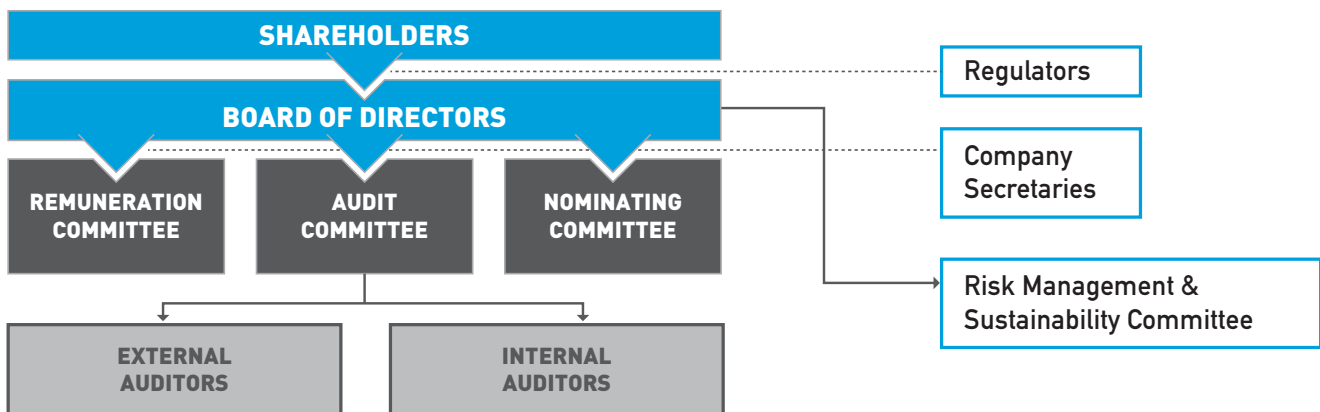 SHAREHOLDERS
Regulators
BOARD OF DIRECTORS
Company
Secretaries
REMUNERATION
COMMITTEE
AUDIT
COMMITTEE
NOMINATING
COMMITTEE
Risk Management &
Sustainability Committee
EXTERNAL
AUDITORS
INTERNAL
AUDITORS